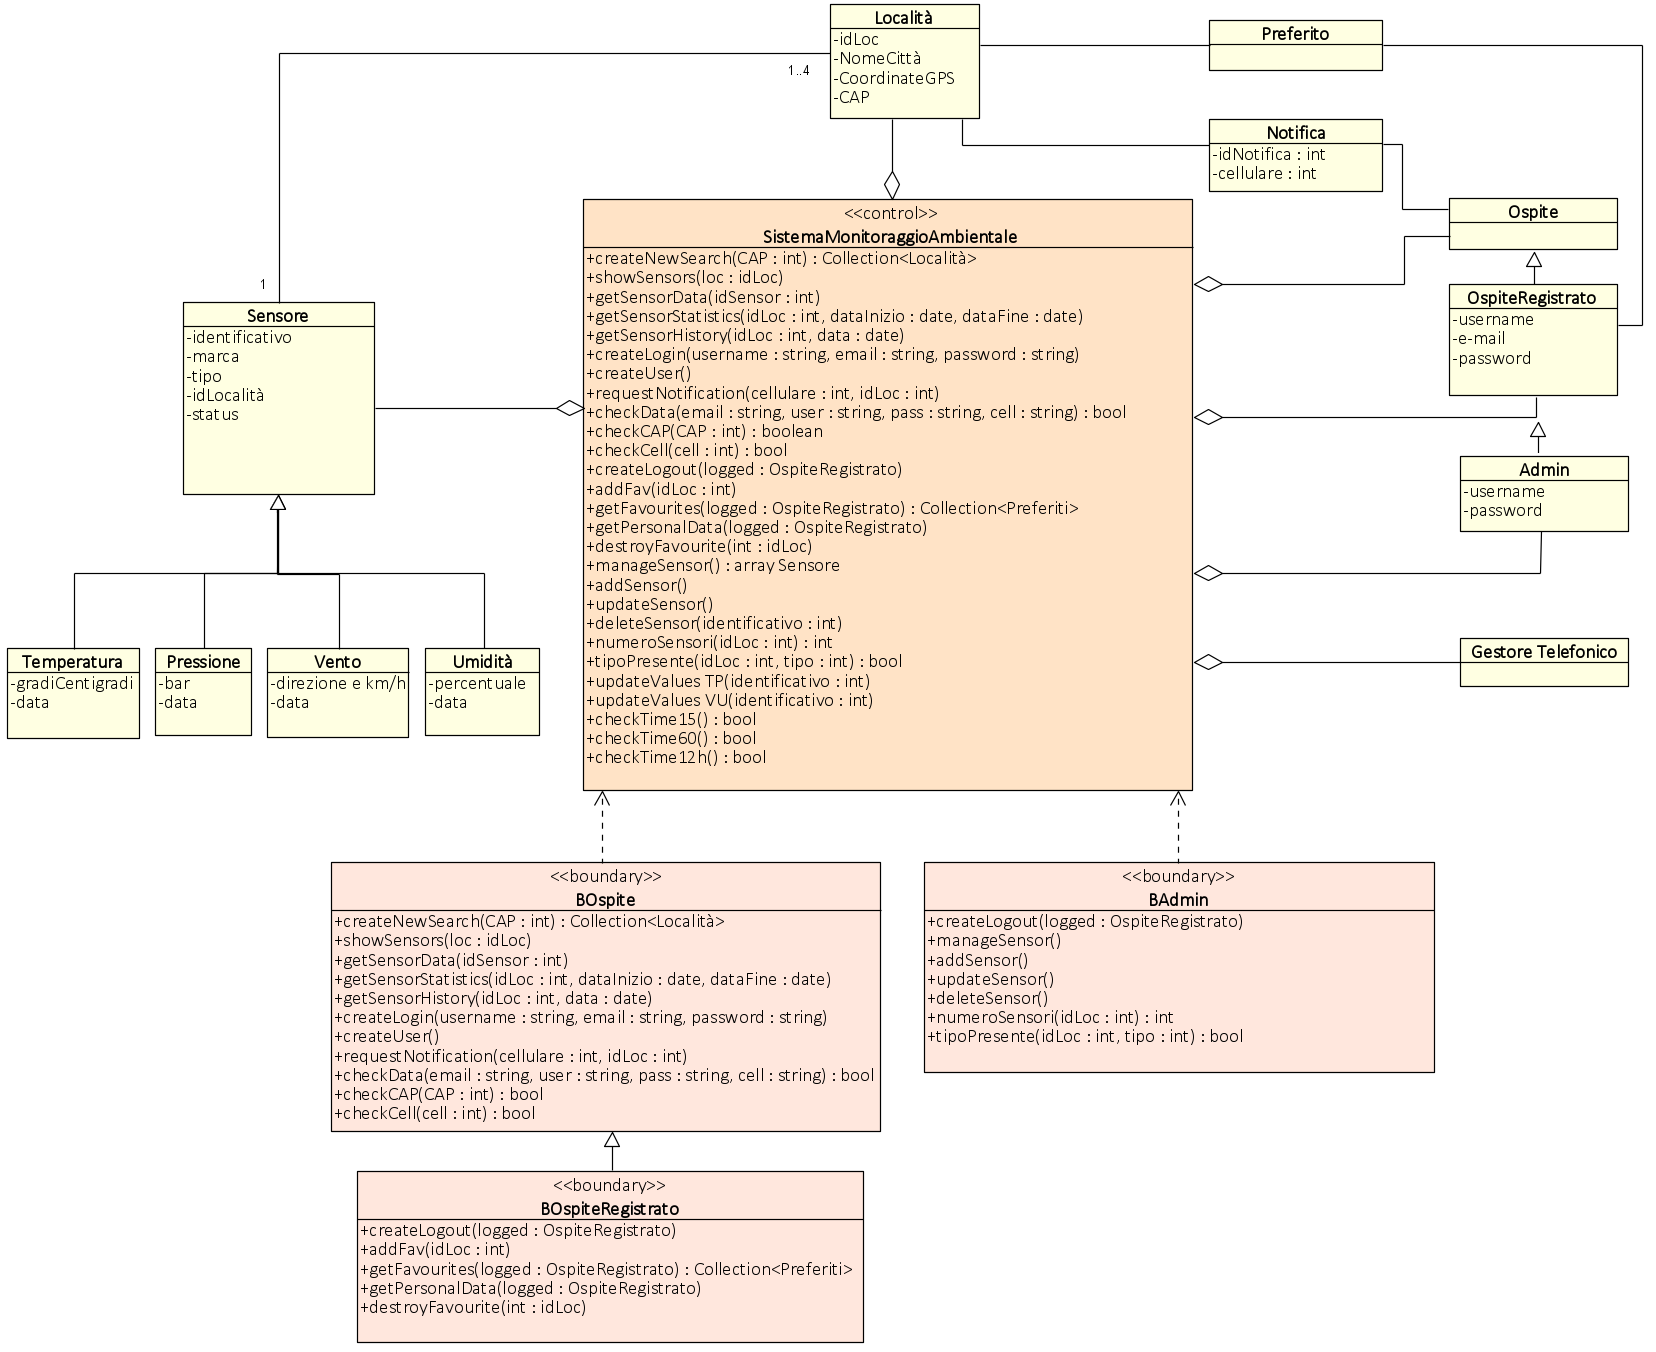 Località
-idLoc
-NomeCittà
-CoordinateGPS
-CAP
1..4
Preferito
Notifica
-idNotifica : int
-cellulare : int
Ospite
OspiteRegistrato
-username
-e-mail
-password
Admin
-username
-password
Gestore Telefonico
1
Sensore
-identificativo
-marca
-tipo
-idLocalità
-status
Temperatura
-gradiCentigradi
-data
Pressione
-bar
-data
Vento
-direzione e km/h
-data
Umidità
-percentuale
-data
<<control>>
SistemaMonitoraggioAmbientale
+createNewSearch(CAP : int) : Collection<Località>
+showSensors(loc : idLoc)
+getSensorData(idSensor : int)
+getSensorStatistics(idLoc : int, dataInizio : date, dataFine : date)
+getSensorHistory(idLoc : int, data : date)
+createLogin(username : string, email : string, password : string)
+createUser()
+requestNotification(cellulare : int, idLoc : int)
+checkData(email : string, user : string, pass : string, cell : string) : bool
+checkCAP(CAP : int) : boolean
+checkCell(cell : int) : bool
+createLogout(logged : OspiteRegistrato)
+addFav(idLoc : int)
+getFavourites(logged : OspiteRegistrato) : Collection<Preferiti>
+getPersonalData(logged : OspiteRegistrato)
+destroyFavourite(int : idLoc)
+manageSensor() : array Sensore
+addSensor()
+updateSensor()
+deleteSensor(identificativo : int)
+numeroSensori(idLoc : int) : int
+tipoPresente(idLoc : int, tipo : int) : bool
+updateValues TP(identificativo : int)
+updateValues VU(identificativo : int)
+checkTime15() : bool
+checkTime60() : bool
+checkTime12h() : bool
<<boundary>>
BOspite
+createNewSearch(CAP : int) : Collection<Località>
+showSensors(loc : idLoc)
+getSensorData(idSensor : int)
+getSensorStatistics(idLoc : int, dataInizio : date, dataFine : date)
+getSensorHistory(idLoc : int, data : date)
+createLogin(username : string, email : string, password : string)
+createUser()
+requestNotification(cellulare : int, idLoc : int)
+checkData(email : string, user : string, pass : string, cell : string) : bool
+checkCAP(CAP : int) : bool
+checkCell(cell : int) : bool
<<boundary>>
BAdmin
+createLogout(logged : OspiteRegistrato)
+manageSensor()
+addSensor()
+updateSensor()
+deleteSensor()
+numeroSensori(idLoc : int) : int
+tipoPresente(idLoc : int, tipo : int) : bool
<<boundary>>
BOspiteRegistrato
+createLogout(logged : OspiteRegistrato)
+addFav(idLoc : int)
+getFavourites(logged : OspiteRegistrato) : Collection<Preferiti>
+getPersonalData(logged : OspiteRegistrato)
+destroyFavourite(int : idLoc)